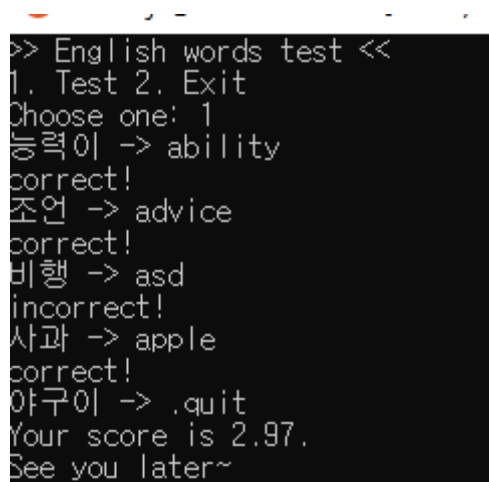 >> English words test <<
1. Test 2. Exit
Choose one: 1
능력이 -> ability
correct!
조언 -> advice
correct!
비행 -> asd
incorrect!
사과 -> apple
correct!
야구이 -> .quit
Your score is 2.97.
See you later~